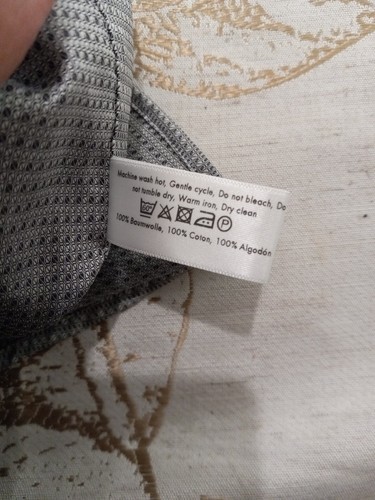 Machine wash hot, Gentle cycle, Do not bleach, Do
not tumble dry, Warm iron, Dry clean
P
100% Baumwolle, 100% Coton, 100% Algodón